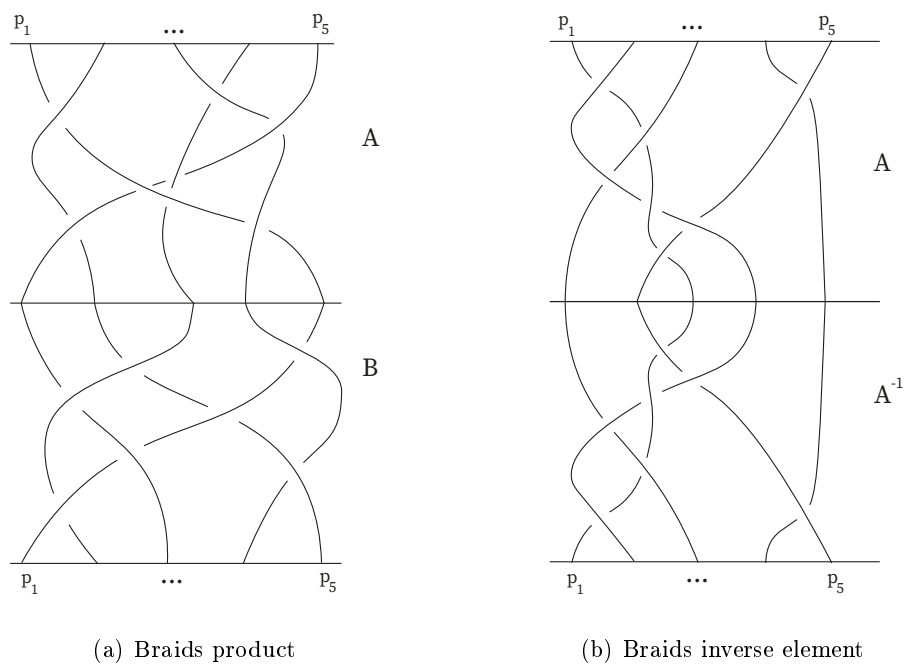 p1 ... p5
A
B
p1 ... p5
(a) Braids product
p1 ... p5
A
A-1
p1 ... p5
(b) Braids inverse element